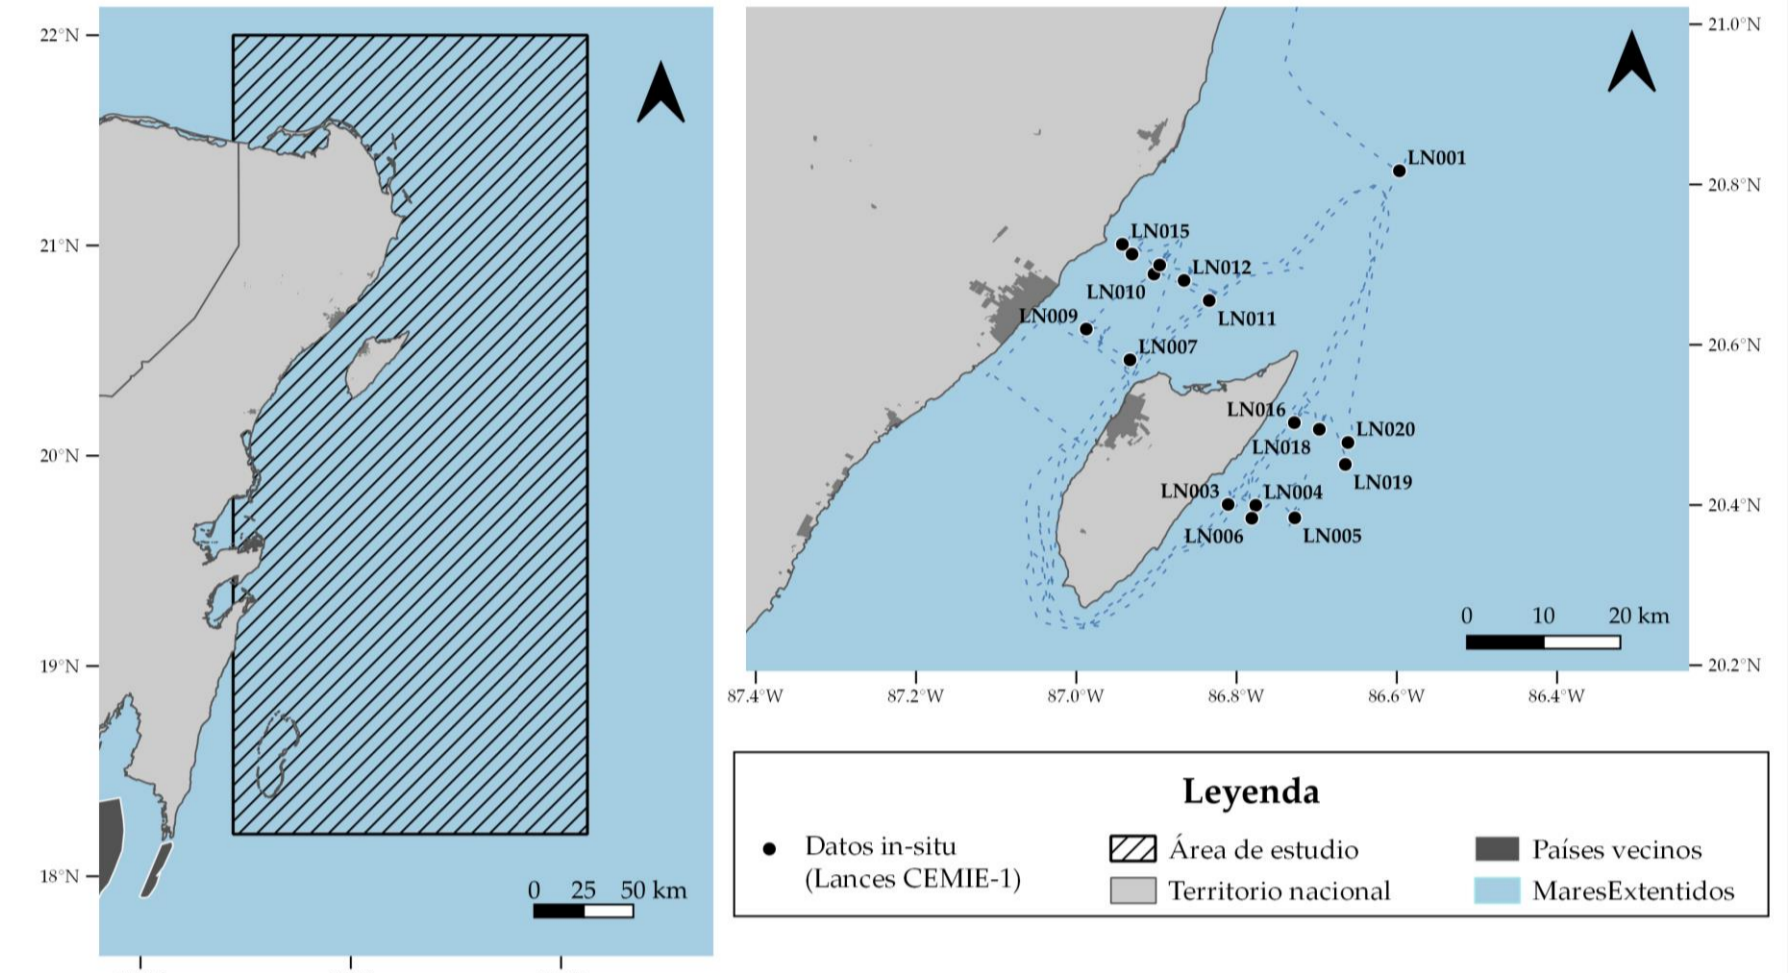 22°N
21°N
20°N
19°N
18°N
0 25 50 km
21.0°N
20.8°N
20.6°N
20.4°N
20.2°N
LN001
LN015
LN012
LN010
LN011
LN009
LN007
LN016
LN018
LN020
LN019
LN003
LN004
LN006
LN005
0 10 20 km
87.4°W 87.2°W 87.0°W 86.8°W 86.6°W 86.4°W
Leyenda
Datos in-situ
(Lances CEMIE-1)
Área de estudio
Territorio nacional
Países vecinos
MaresExtentidos